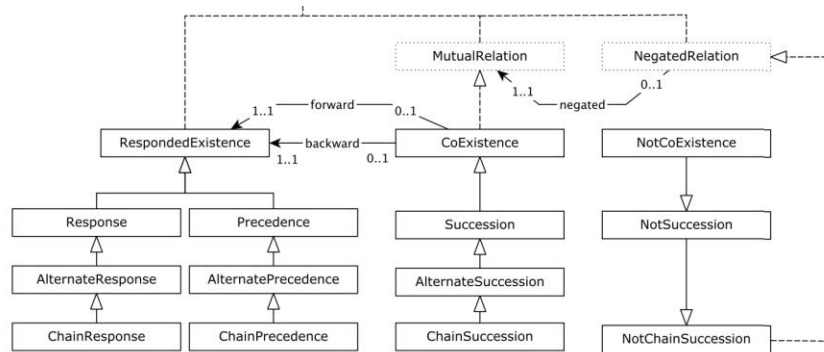 MutualRelation
NegatedRelation
1..1
forward
0..1
1..1
negated
0..1
RespondedExistence
1..1
backward
0..1
CoExistence
NotCoExistence
Response
Precedence
Succession
NotSuccession
AlternateResponse
AlternatePrecedence
AlternateSuccession
ChainResponse
ChainPrecedence
ChainSuccession
NotChainSuccession